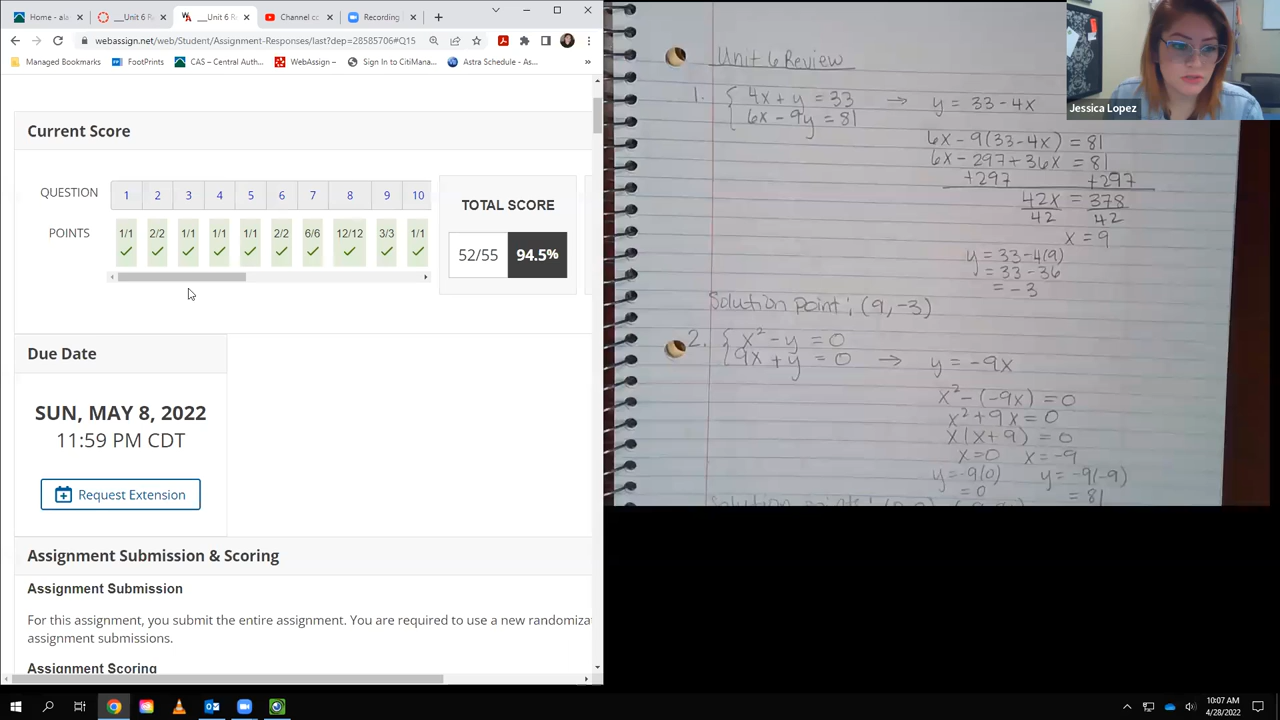 Home - al
___Unit 6 Re
___Unit 6 Re
Channel co
Recording
webassign.net/web/Student/Assignment-Responses/last?dep=28585706#Q15
Managed Bookmarks
FootPrints
CAS – Central Auth...
WebAssign –...
Sign In to CitiMana...
Astra Schedule - As...
Current Score
QUESTION 1 2 3 4 5 6 7 8 9 10
POINTS 1/1 2/2 1/1 1/1 1/1 2/2 6/6 12/12 3/3 1/1
TOTAL SCORE
52/55 94.5%
Due Date
SUN, MAY 8, 2022
11:59 PM CDT
Request Extension
Assignment Submission & Scoring
Assignment Submission
For this assignment, you submit the entire assignment. You are required to use a new randomiza
assignment submissions.
Assignment Scoring
Unit 6 Review
1. { 4x + y = 33 → y = 33 - 4x
6x - 9y = 81
6x - 9(33 - 4x) = 81
6x - 297 + 36x = 81
+297 +297
42x = 378
42 42
x = 9
y = 33 - 4(9)
= 33 - 36
= -3
Solution point: (9, -3)
2. { x² - y = 0
9x + y = 0 → y = -9x
x² - (-9x) = 0
x² + 9x = 0
x(x + 9) = 0
x = 0 x = -9
y = -9(0) y = -9(-9)
= 0 = 81
Jessica Lopez
10:07 AM
4/28/2022